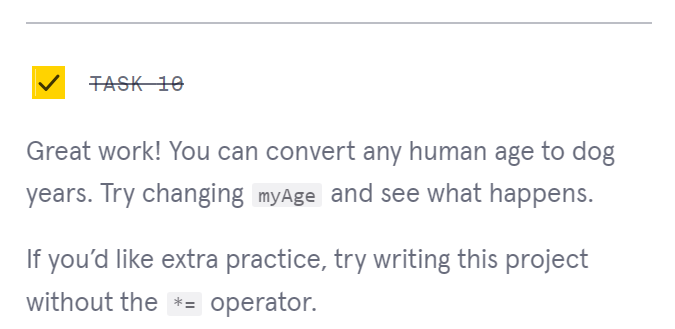 TASK 10
Great work! You can convert any human age to dog
years. Try changing myAge and see what happens.
If you’d like extra practice, try writing this project
without the *= operator.